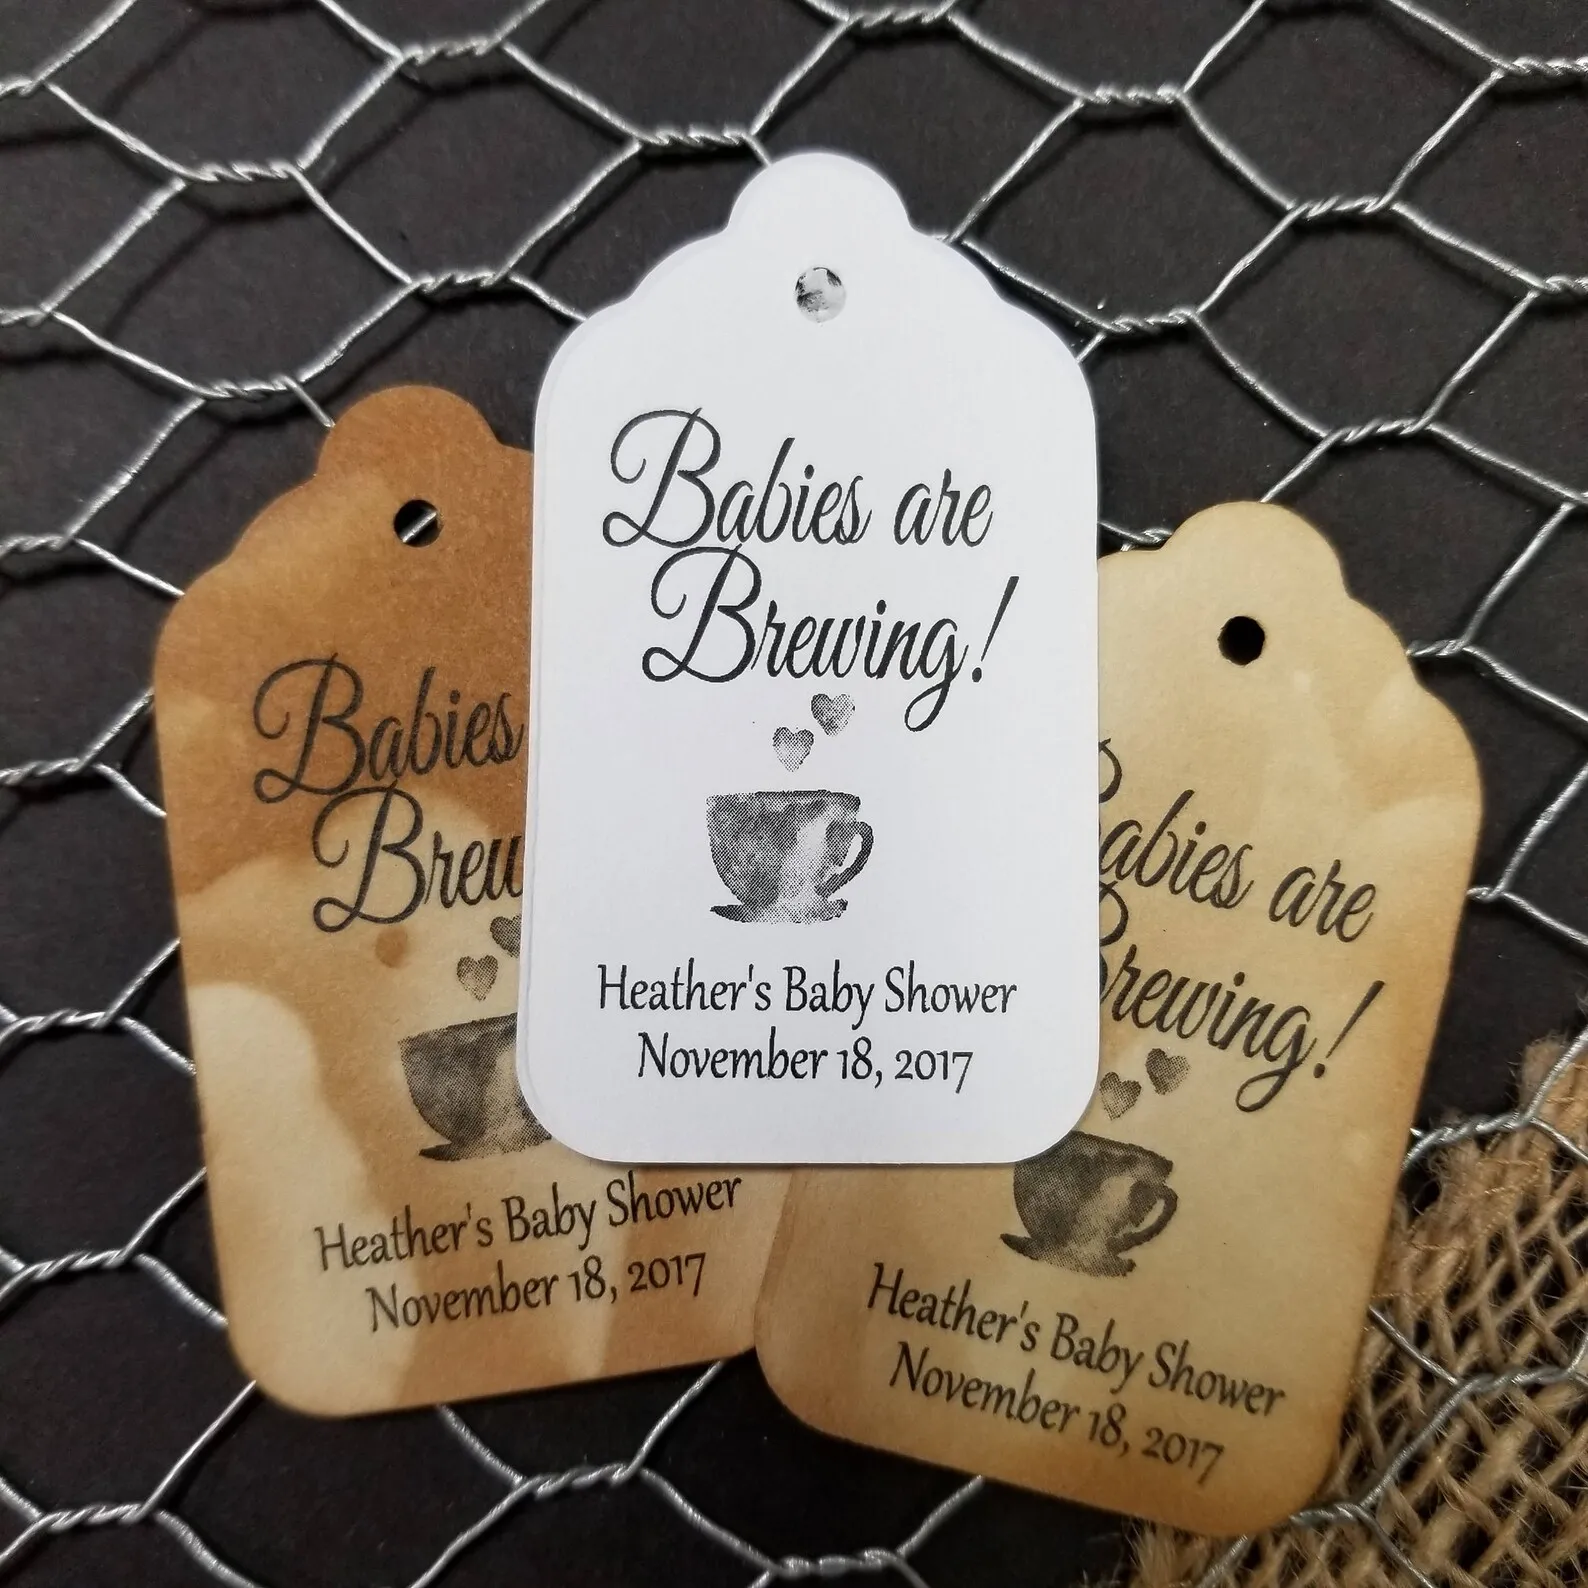 Babies are
Brewing!
Heather's Baby Shower
November 18, 2017
Babies
Brew
Heather's Baby Shower
November 18, 2017
abies are
rewing!
Heather's Baby Shower
November 18, 2017